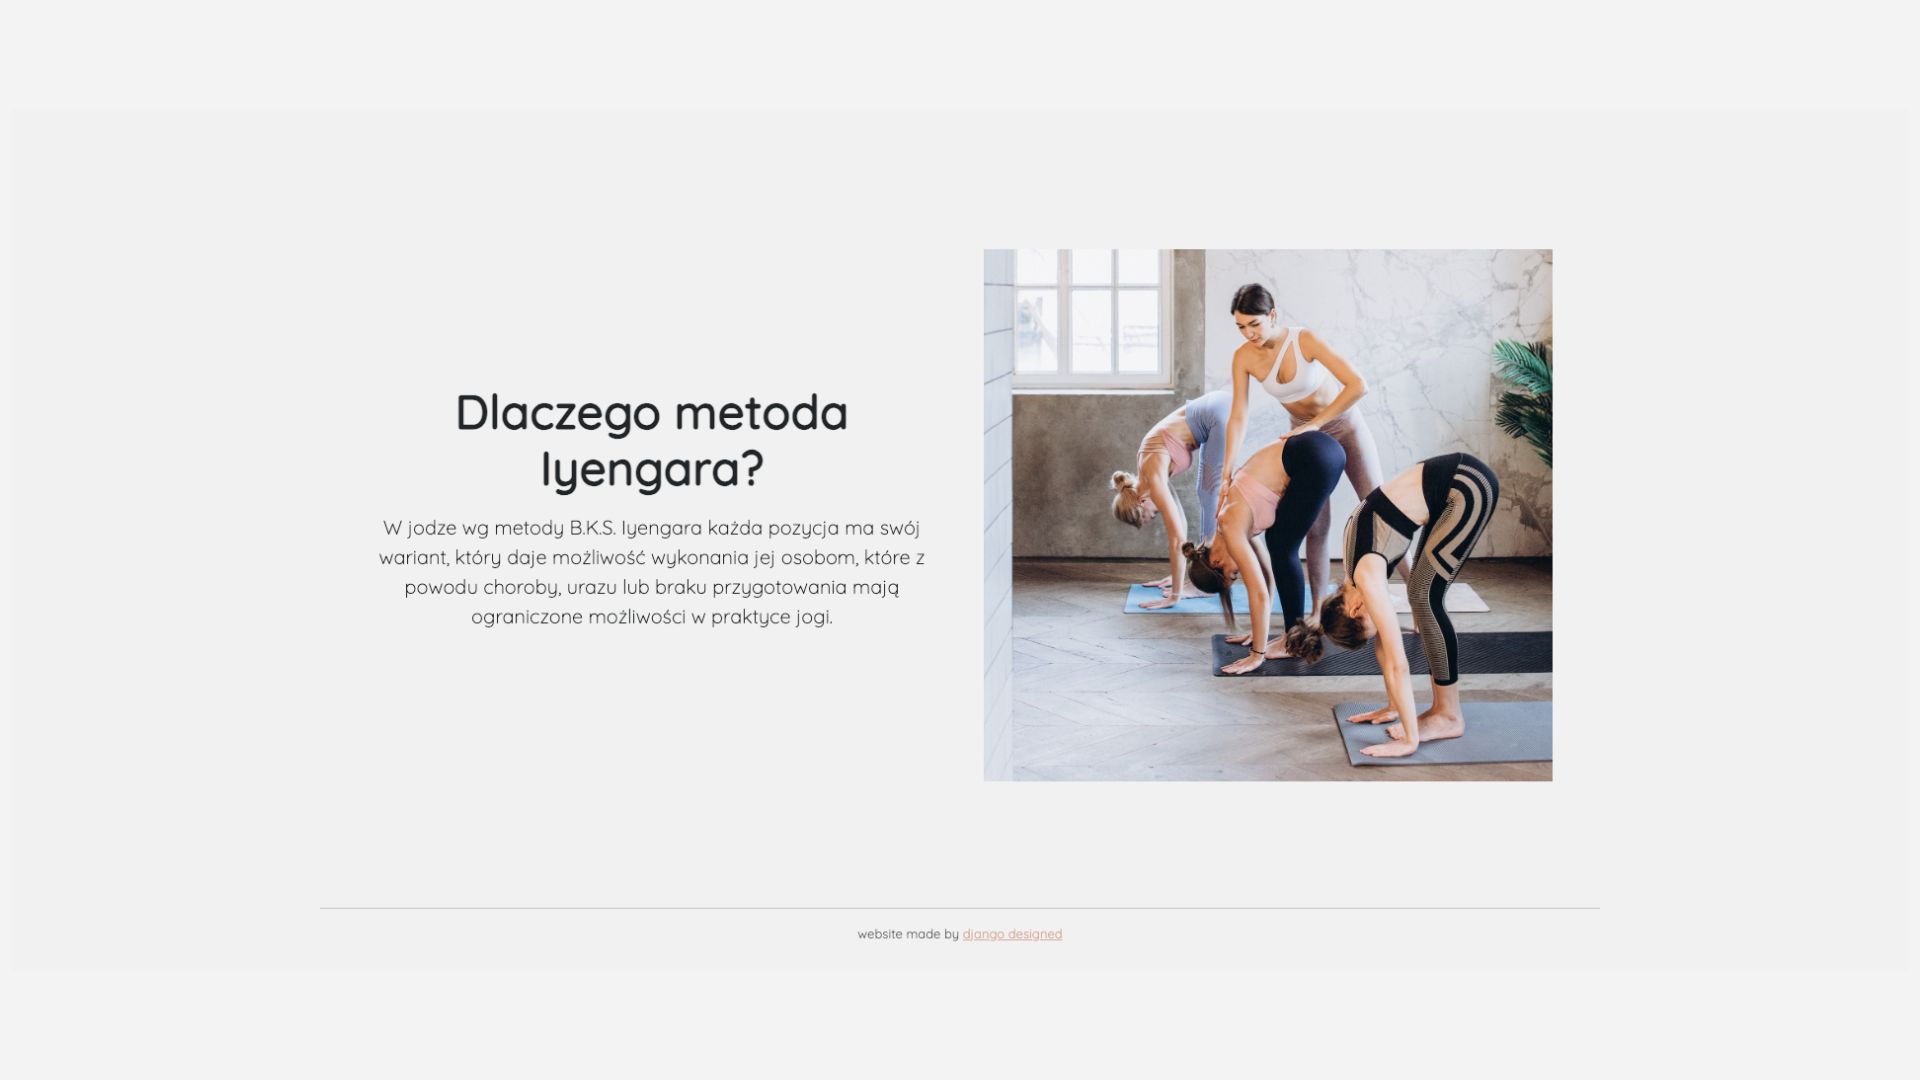 Dlaczego metoda
Iyengara?
W jodze wg metody B.K.S. Iyengara każda pozycja ma swój
wariant, który daje możliwość wykonania jej osobom, które z
powodu choroby, urazu lub braku przygotowania mają
ograniczone możliwości w praktyce jogi.
website made by django designed